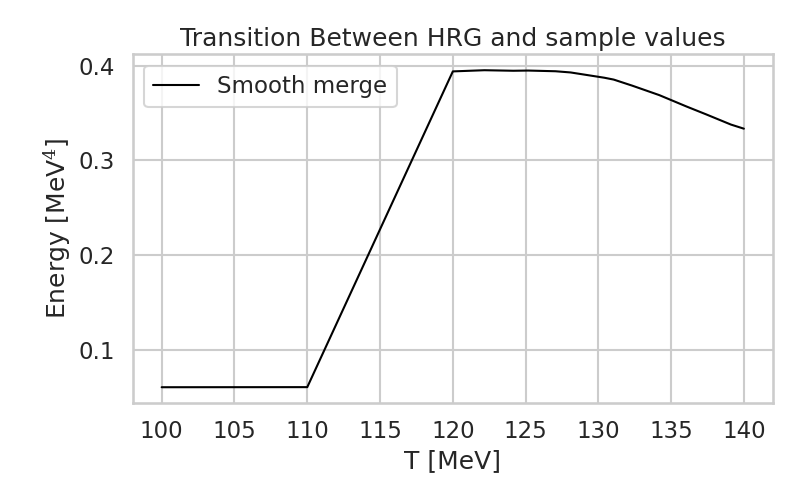 Transition Between HRG and sample values
Smooth merge
Energy [MeV⁴]
0.4
0.3
0.2
0.1
100 105 110 115 120 125 130 135 140
T [MeV]